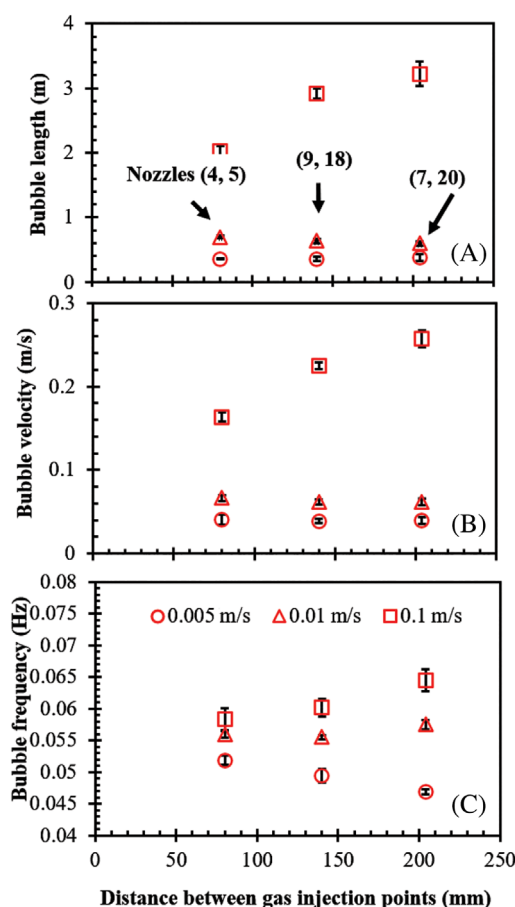 4
3
2
1
0
Bubble length (m)
Nozzles (4, 5)
(9, 18)
(7, 20)
(A)
0.3
0.2
0.1
0
Bubble velocity (m/s)
(B)
0.08
0.075
0.07
0.065
0.06
0.055
0.05
0.045
0.04
Bubble frequency (Hz)
0.005 m/s 0.01 m/s 0.1 m/s
(C)
0 50 100 150 200 250
Distance between gas injection points (mm)